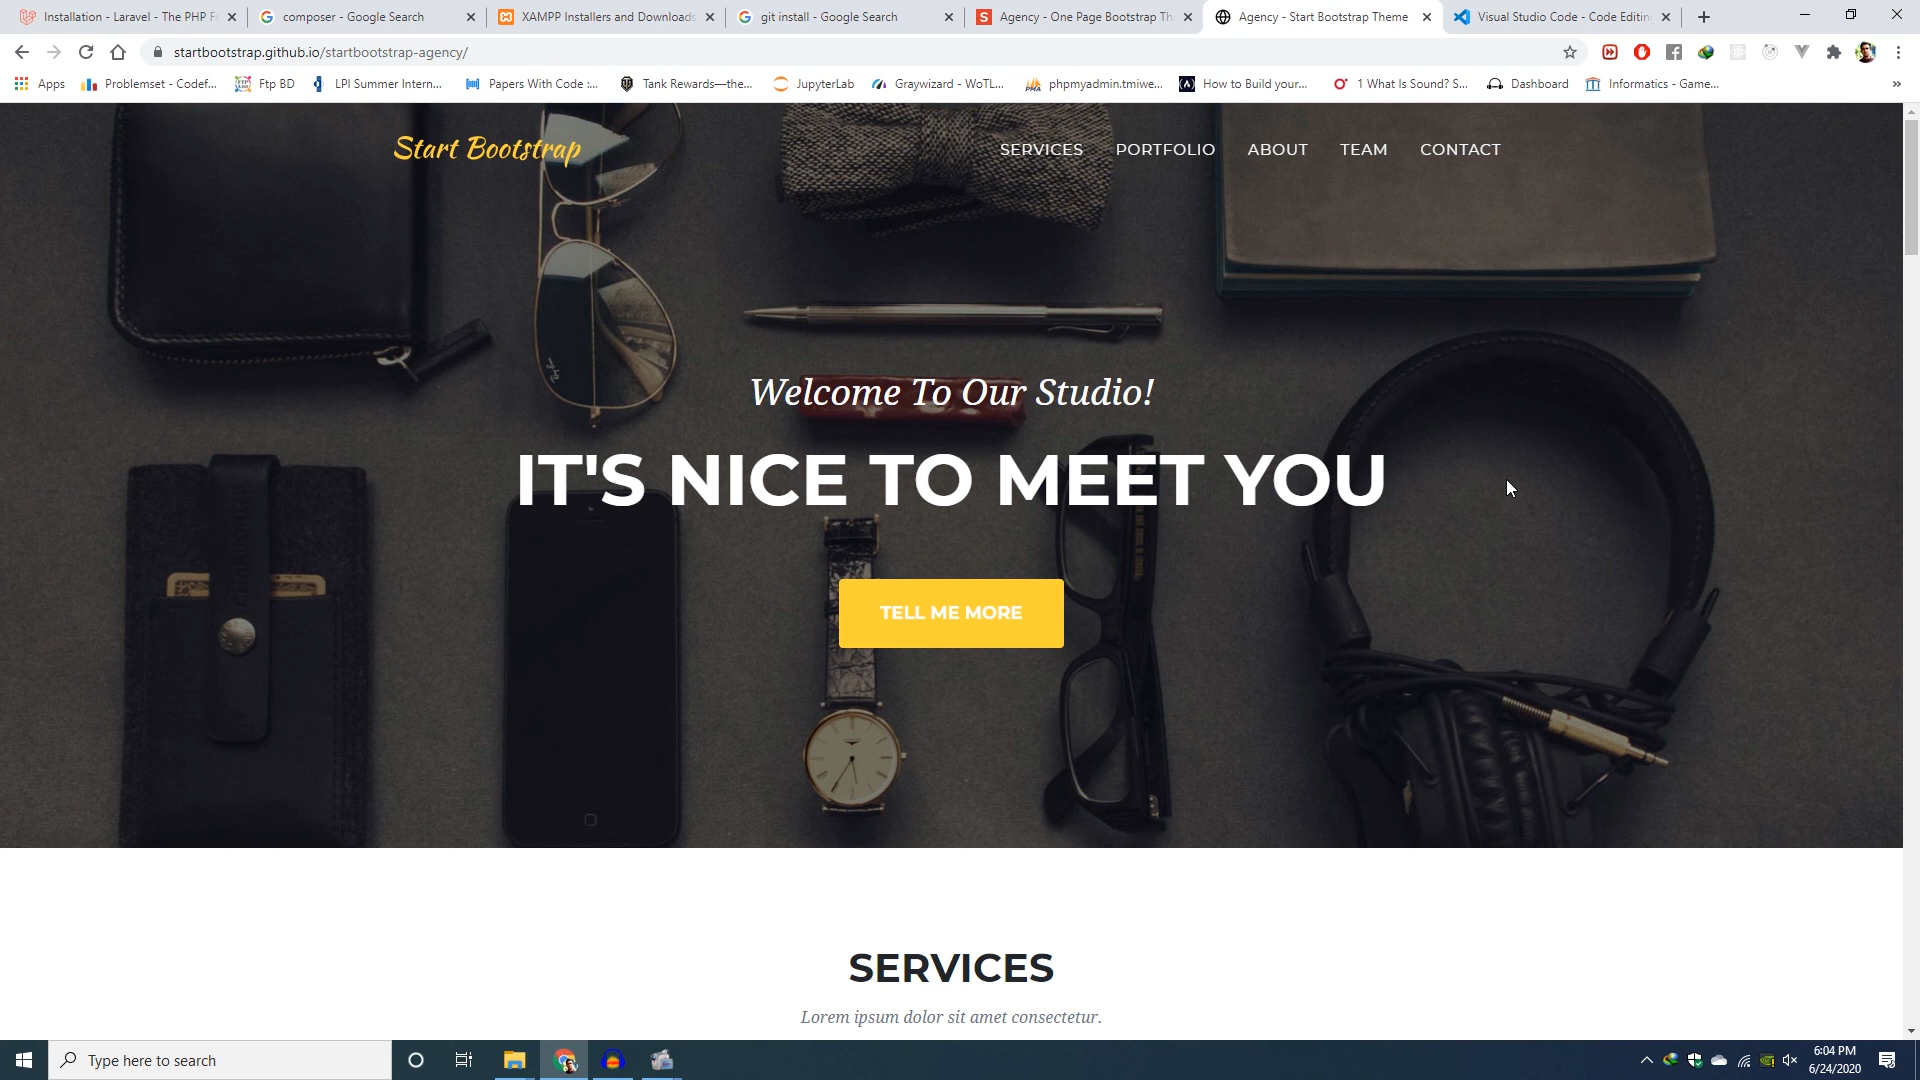 Installation - Laravel - The PHP Fr
composer - Google Search
XAMPP Installers and Downloads
git install - Google Search
Agency - One Page Bootstrap Th
Agency - Start Bootstrap Theme
Visual Studio Code - Code Editing
startbootstrap.github.io/startbootstrap-agency/
Apps
Problemset - Codef...
Ftp BD
LPI Summer Intern...
Papers With Code :...
Tank Rewards—the...
JupyterLab
Graywizard - WoTL...
phpmyadmin.tmiwe...
How to Build your...
1 What Is Sound? S...
Dashboard
Informatics - Game...
»
Start Bootstrap
SERVICES
PORTFOLIO
ABOUT
TEAM
CONTACT
Welcome To Our Studio!
IT'S NICE TO MEET YOU
TELL ME MORE
SERVICES
Lorem ipsum dolor sit amet consectetur.
Type here to search
6:04 PM
6/24/2020